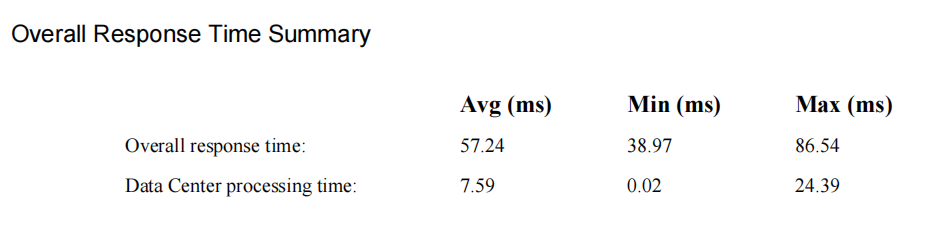 Overall Response Time Summary
Avg (ms) Min (ms) Max (ms)
Overall response time: 57.24 38.97 86.54
Data Center processing time: 7.59 0.02 24.39